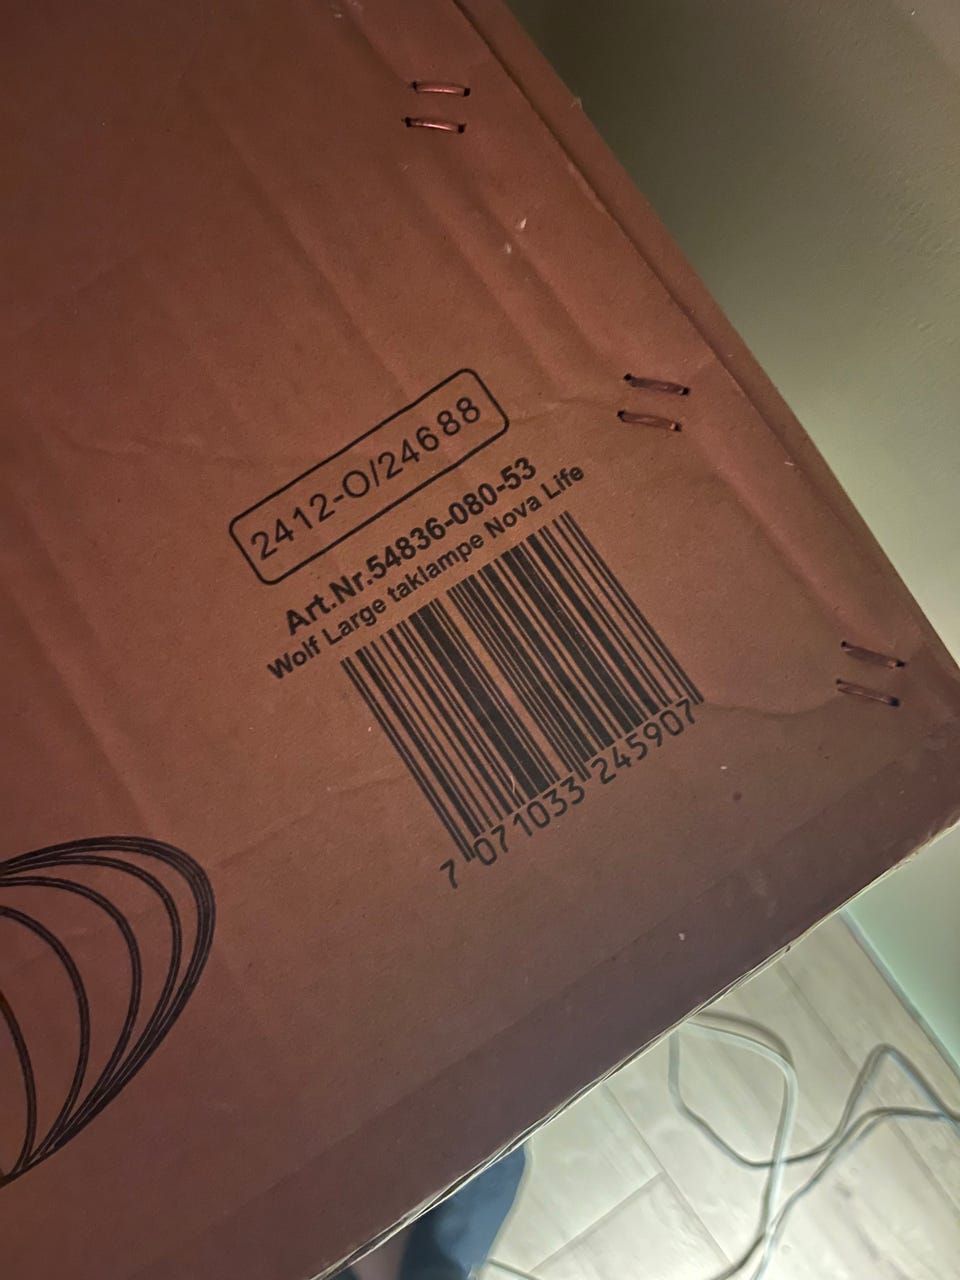 2412-O/24688
Art.Nr.54836-080-53
Wolf Large taklampe Nova Life
7 071033 245907